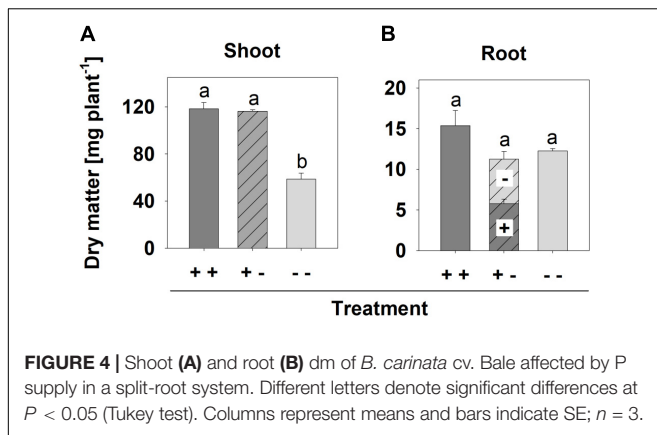 A
B
Shoot
Root
Dry matter [mg plant⁻¹]
120
80
40
0
a
a
b
+ +
+ -
- -
20
15
10
5
0
a
a
a
-
+
+ +
+ -
- -
Treatment
FIGURE 4 | Shoot (A) and root (B) dm of B. carinata cv. Bale affected by P
supply in a split-root system. Different letters denote significant differences at
P < 0.05 (Tukey test). Columns represent means and bars indicate SE; n = 3.